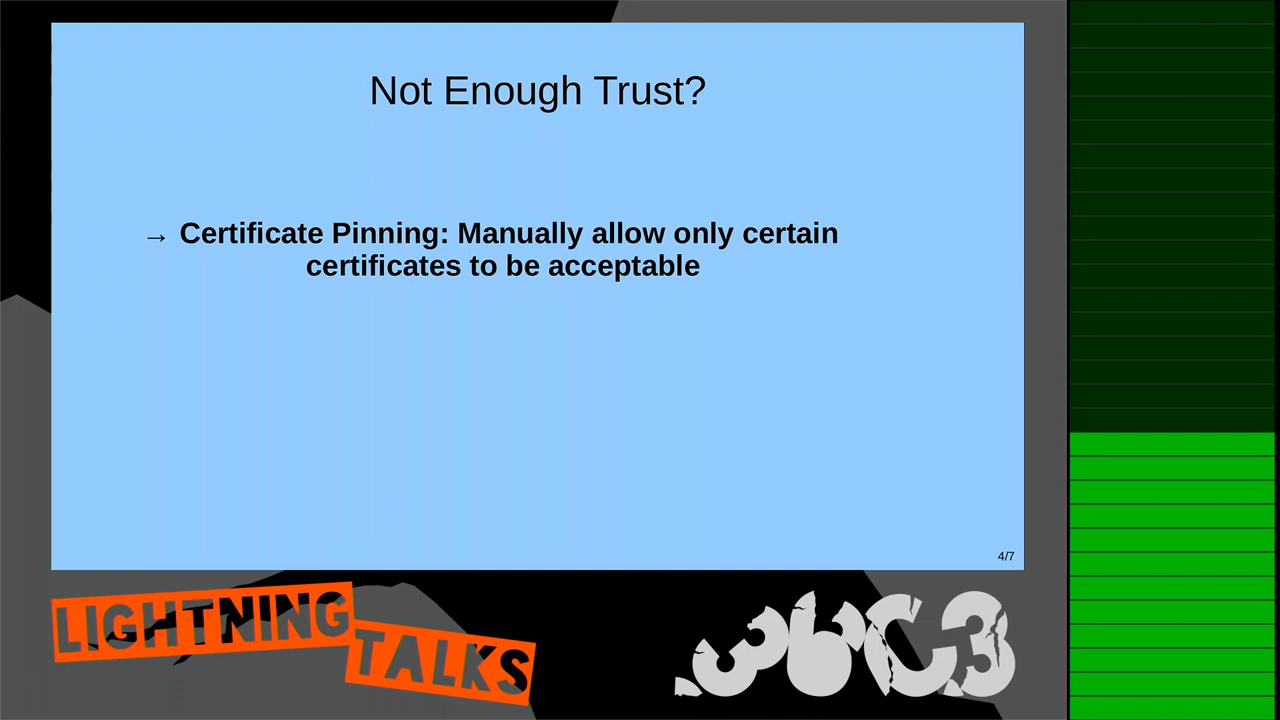 Not Enough Trust?
→ Certificate Pinning: Manually allow only certain
certificates to be acceptable
4/7
LIGHTNING
TALKS
36C3